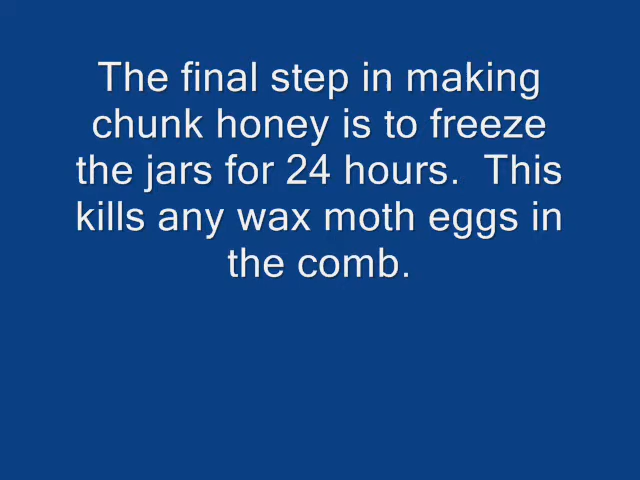 The final step in making
chunk honey is to freeze
the jars for 24 hours.  This
kills any wax moth eggs in
the comb.